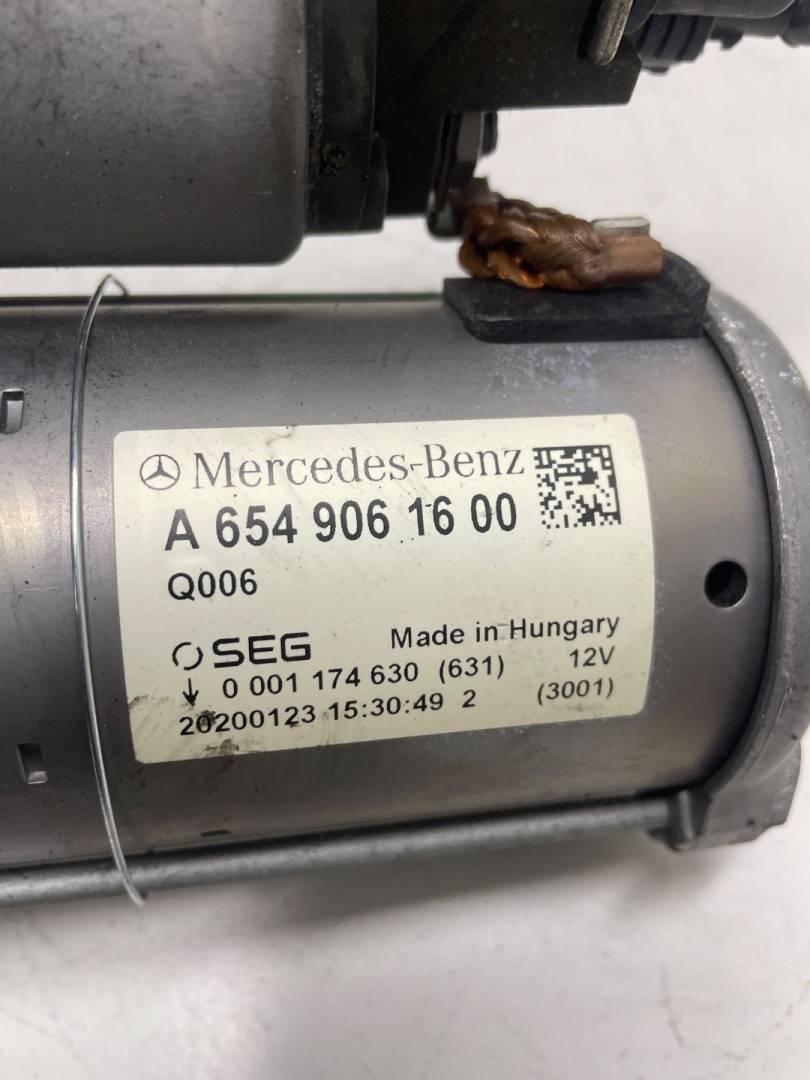 Mercedes-Benz
A 654 906 16 00
Q006
SEG Made in Hungary
0 001 174 630 (631) 12V
20200123 15:30:49 2 (3001)